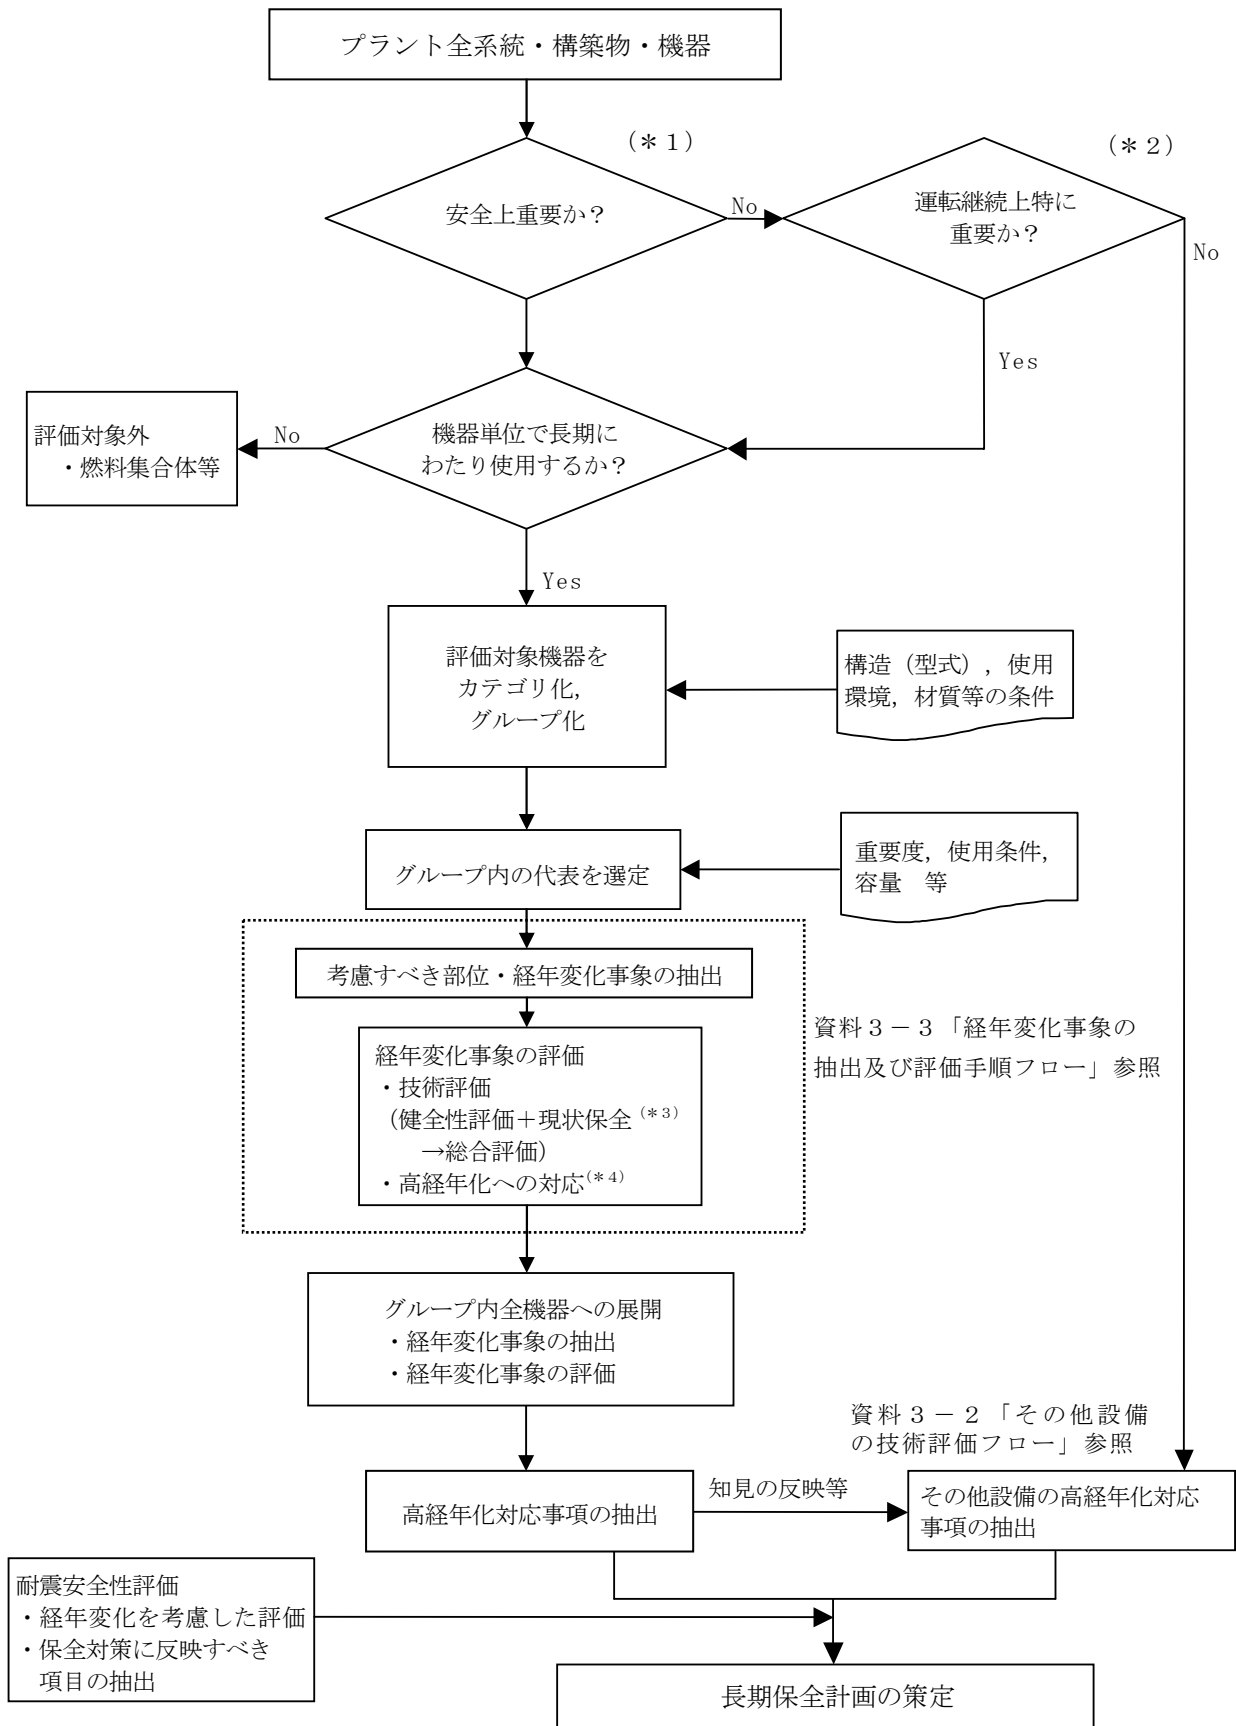 プラント全系統・構築物・機器
（＊１）
（＊２）
安全上重要か？
No
運転継続上特に
重要か？
No
Yes
評価対象外
・燃料集合体等
No
機器単位で長期に
わたり使用するか？
Yes
評価対象機器を
カテゴリ化，
グループ化
構造（型式），使用
環境，材質等の条件
グループ内の代表を選定
重要度，使用条件，
容量　等
考慮すべき部位・経年変化事象の抽出
経年変化事象の評価
・技術評価
（健全性評価＋現状保全（＊３）
→総合評価）
・高経年化への対応（＊４）
資料３－３「経年変化事象の
抽出及び評価手順フロー」参照
グループ内全機器への展開
・経年変化事象の抽出
・経年変化事象の評価
資料３－２「その他設備
の技術評価フロー」参照
高経年化対応事項の抽出
知見の反映等
その他設備の高経年化対応
事項の抽出
耐震安全性評価
・経年変化を考慮した評価
・保全対策に反映すべき
項目の抽出
長期保全計画の策定